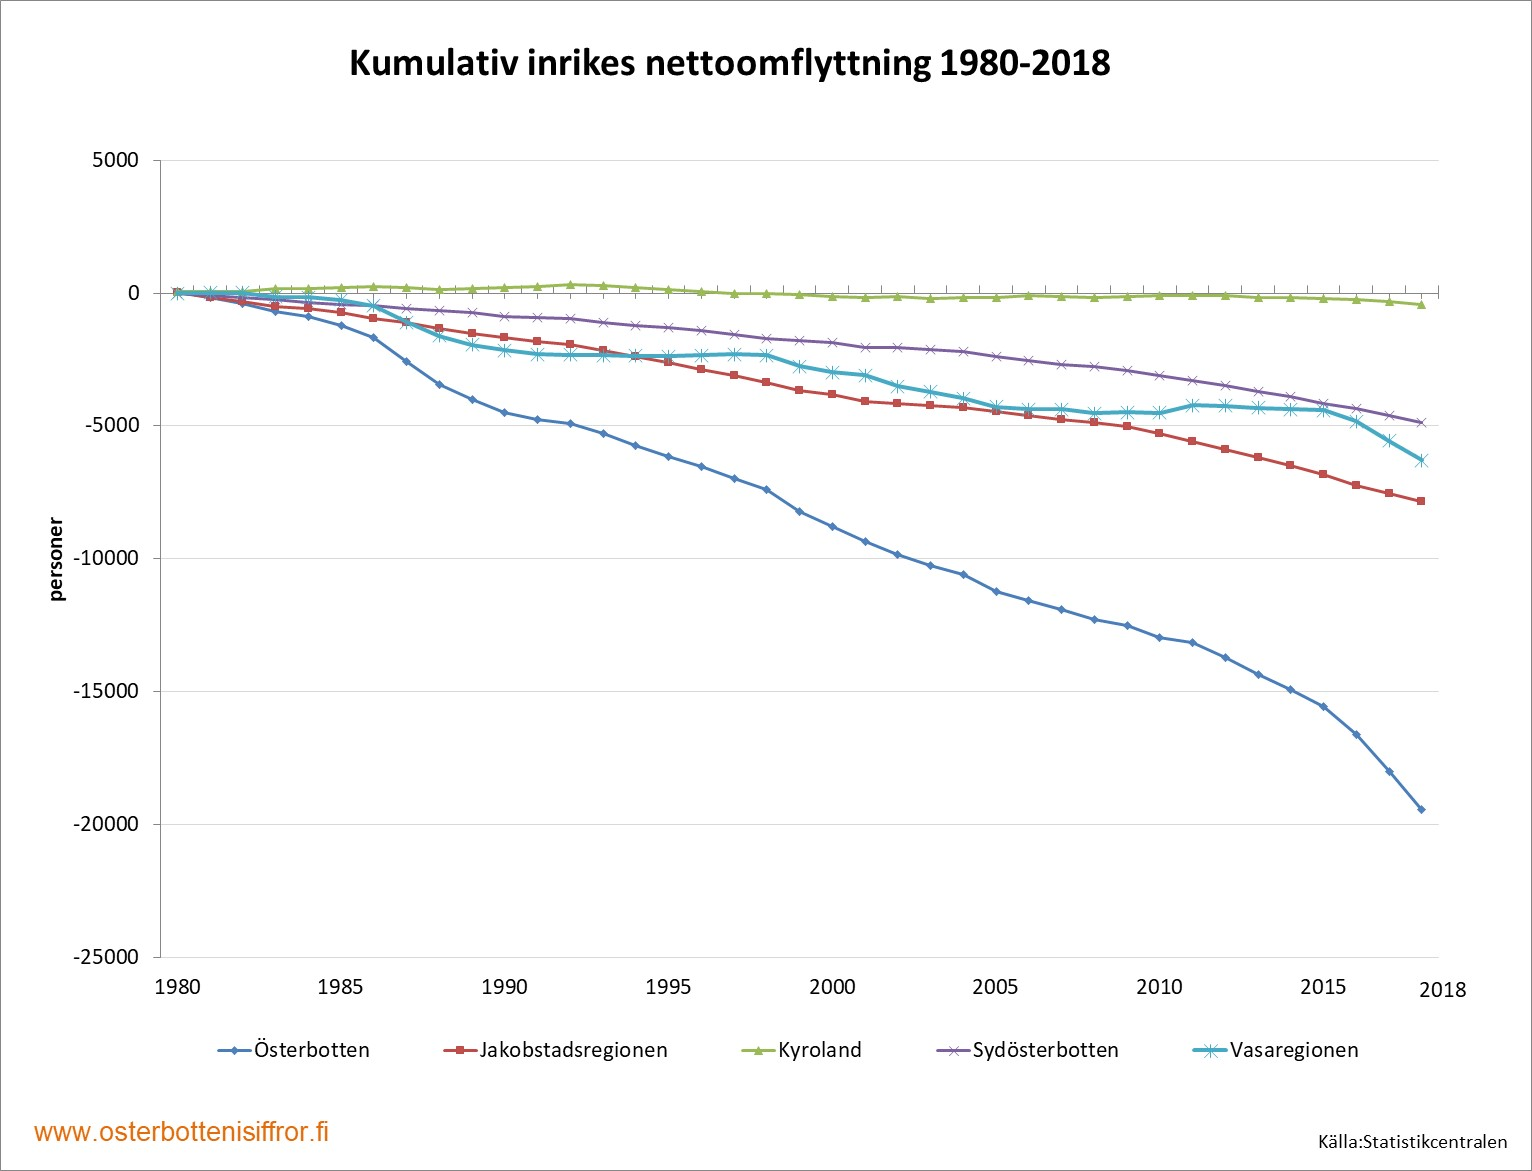 Kumulativ inrikes nettoomflyttning 1980-2018
5000
0
-5000
-10000
-15000
-20000
-25000
personer
1980 1985 1990 1995 2000 2005 2010 2015 2018
Österbotten Jakobstadsregionen Kyroland Sydösterbotten Vasaregionen
www.osterbottenisiffror.fi
Källa:Statistikcentralen